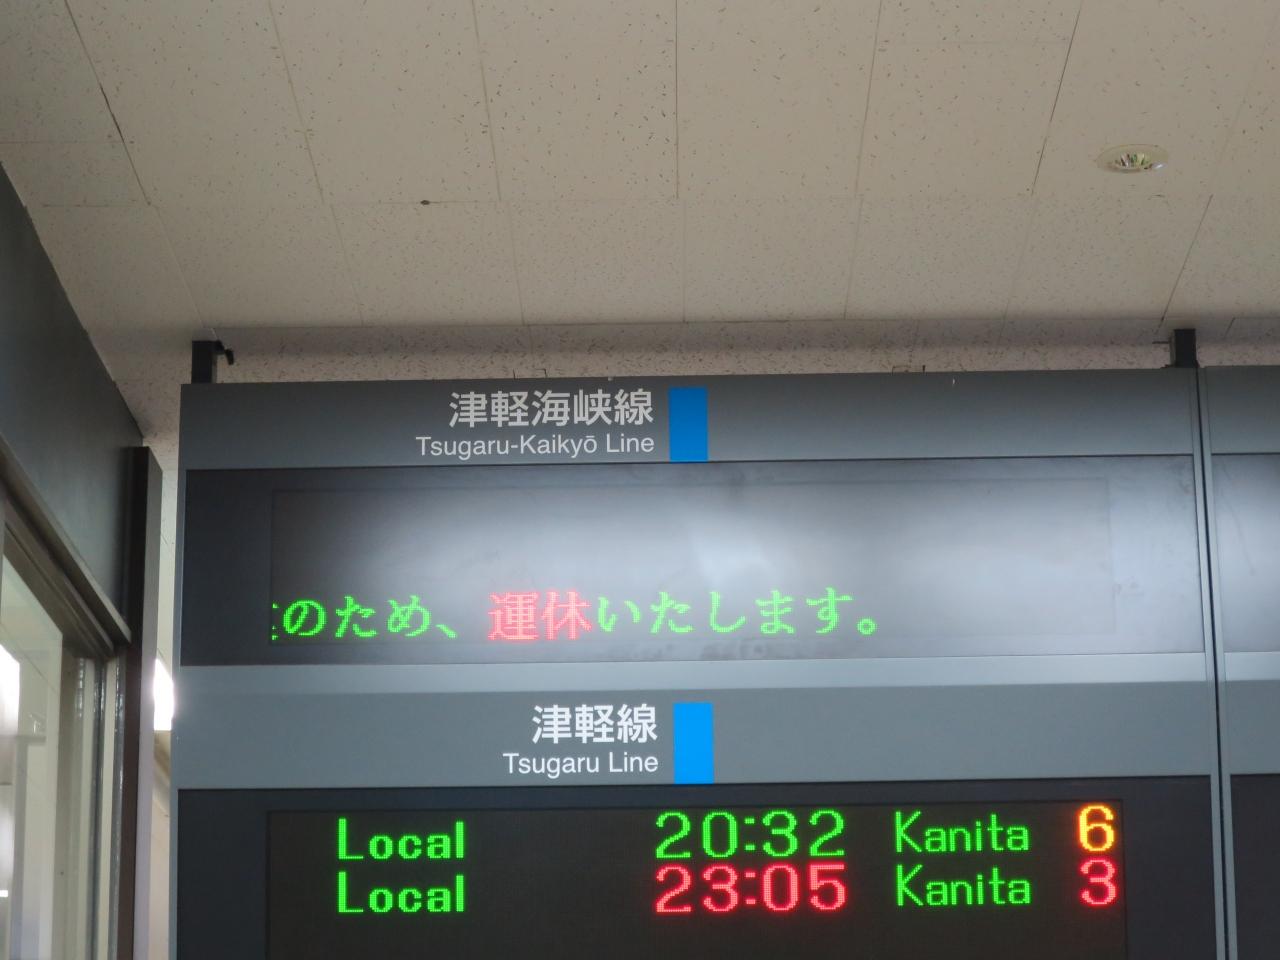 津軽海峡線
Tsugaru-Kaikyō Line
のため、運休いたします。
津軽線
Tsugaru Line
Local 20:32 Kanita 6
Local 23:05 Kanita 3